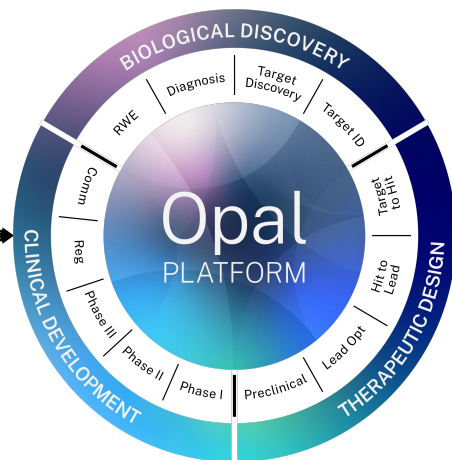 BIOLOGICAL DISCOVERY
RWE
Diagnosis
Target
Discovery
Target ID
Target
to Hit
Hit to
Lead
Lead Opt
Preclinical
THERAPEUTIC DESIGN
Phase I
Phase II
Phase III
Reg
Comm
CLINICAL DEVELOPMENT
Opal
PLATFORM